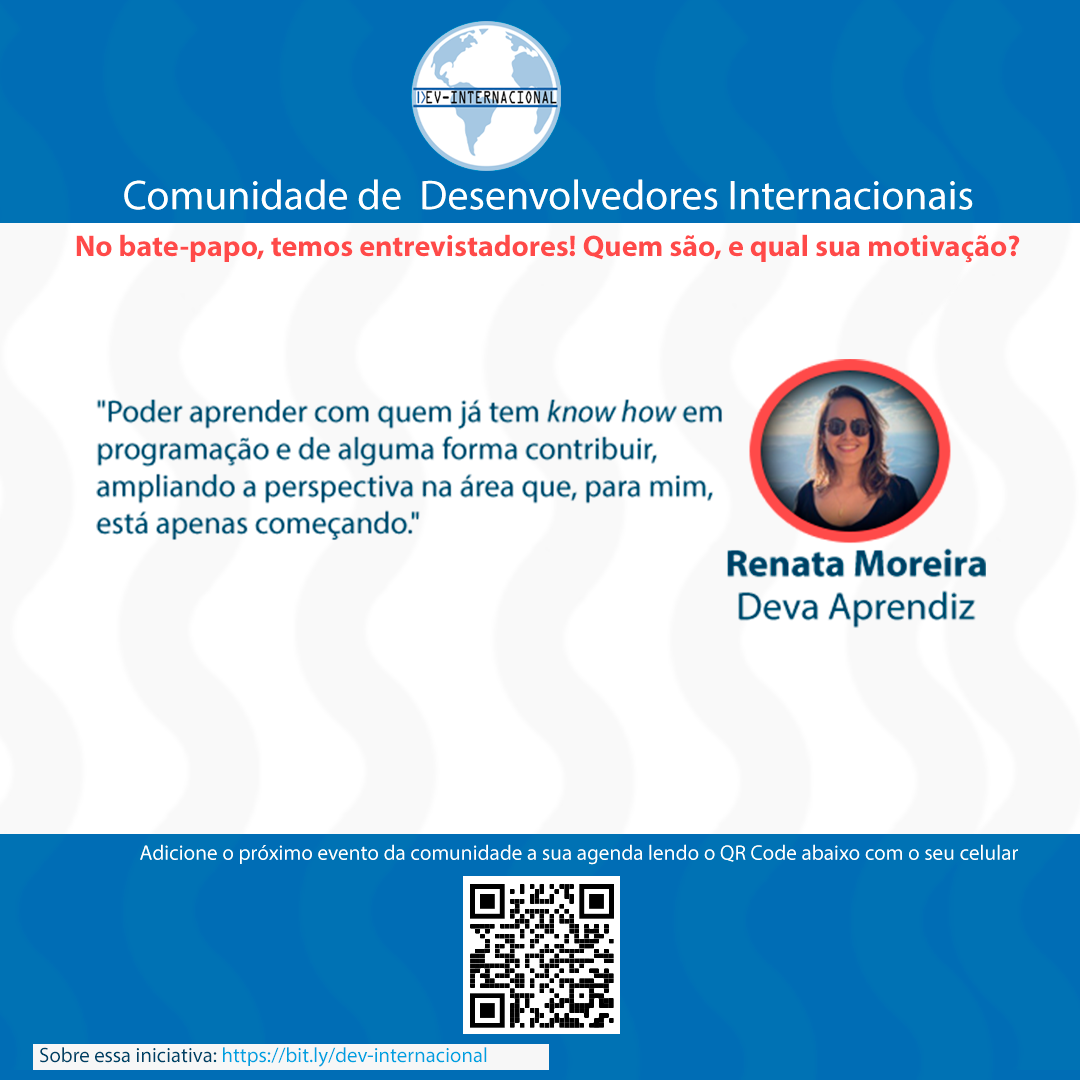 DEV-INTERNACIONAL
Comunidade de  Desenvolvedores Internacionais
No bate-papo, temos entrevistadores! Quem são, e qual sua motivação?
"Poder aprender com quem já tem know how em
programação e de alguma forma contribuir,
ampliando a perspectiva na área que, para mim,
está apenas começando."
Renata Moreira
Deva Aprendiz
Adicione o próximo evento da comunidade a sua agenda lendo o QR Code abaixo com o seu celular
Sobre essa iniciativa: https://bit.ly/dev-internacional